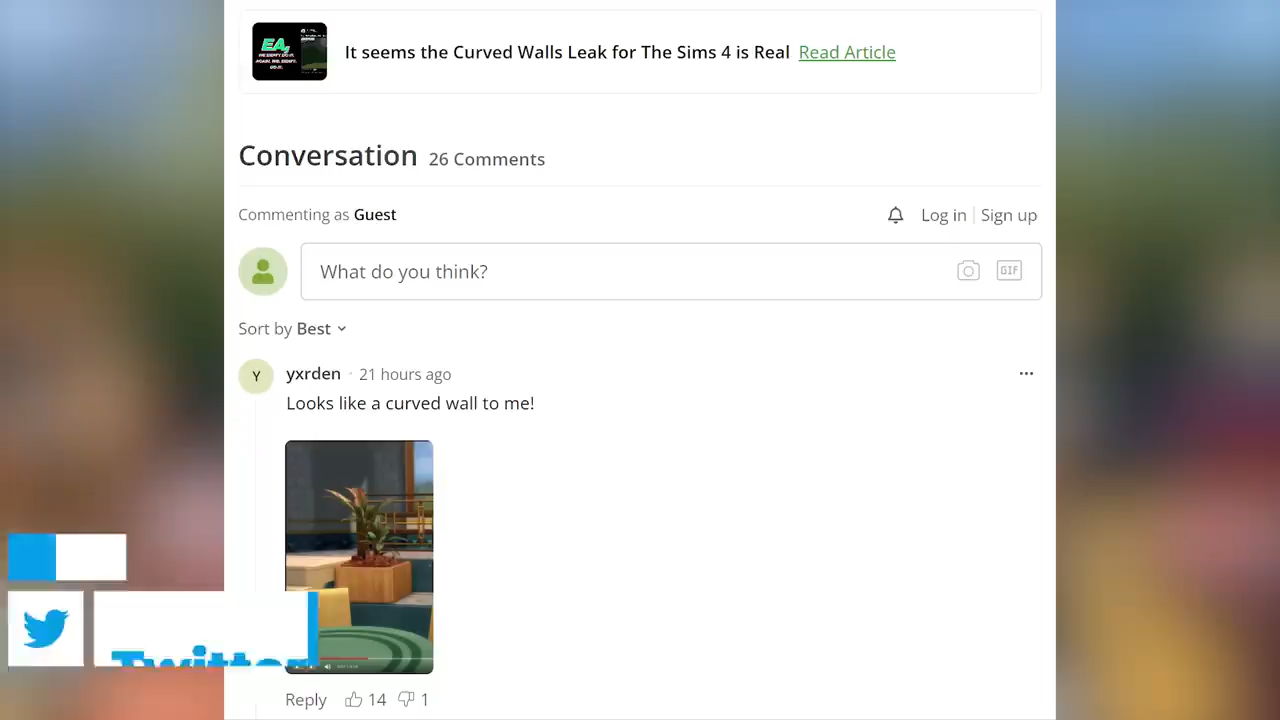 EA,
It seems the Curved Walls Leak for The Sims 4 is Real Read Article
Conversation 26 Comments
Commenting as Guest
Log in | Sign up
What do you think?
GIF
Sort by Best
Y
yxrden · 21 hours ago
Looks like a curved wall to me!
Twitter
Reply 14 1